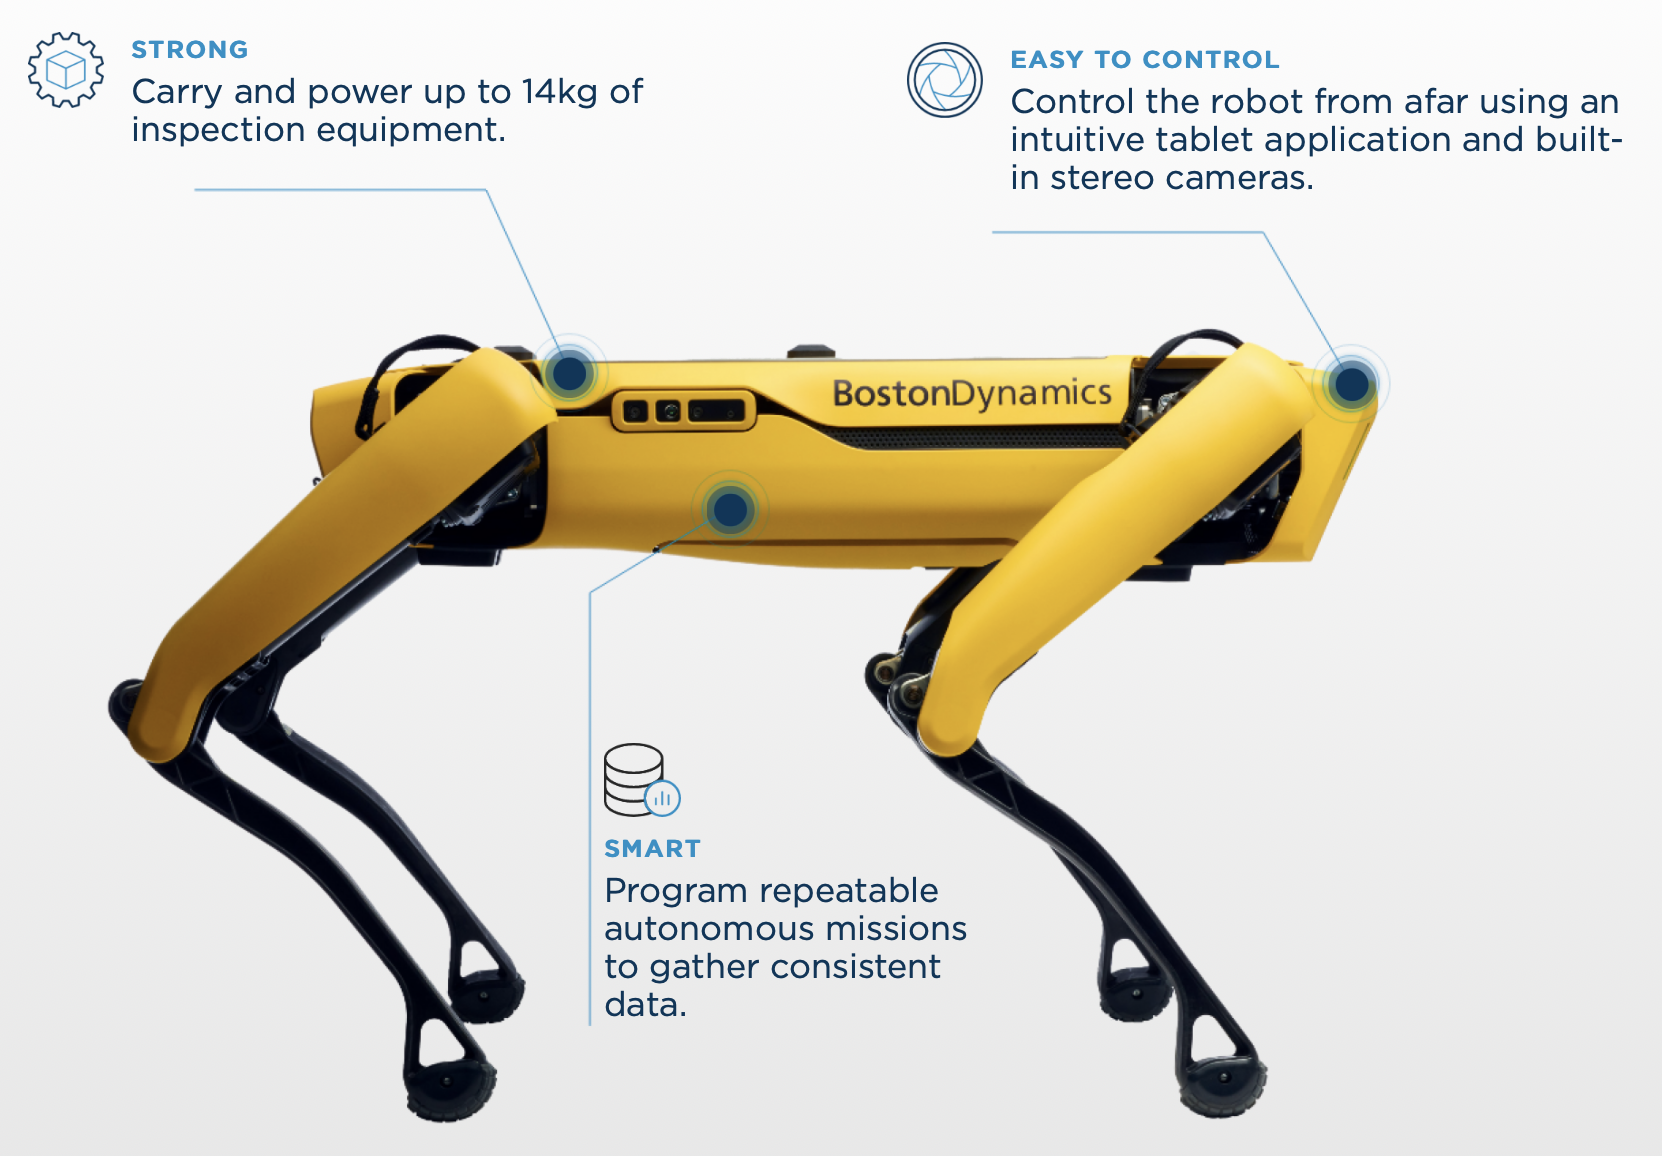 STRONG
Carry and power up to 14kg of
inspection equipment.
EASY TO CONTROL
Control the robot from afar using an
intuitive tablet application and built-
in stereo cameras.
BostonDynamics
SMART
Program repeatable
autonomous missions
to gather consistent
data.